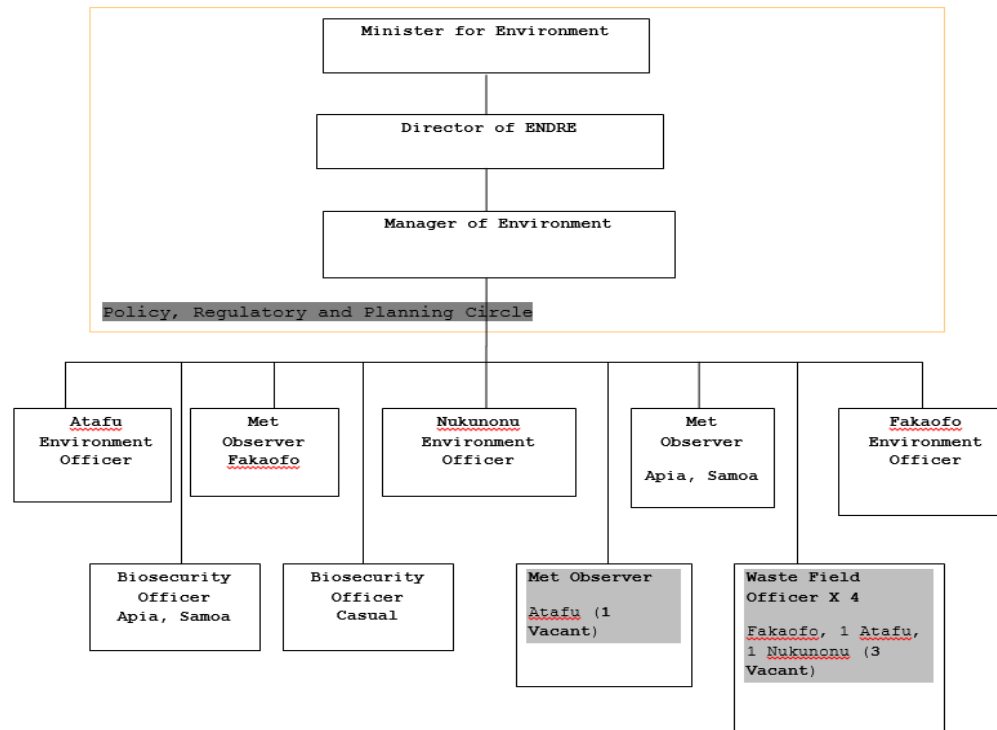 Minister for Environment
Director of ENDRE
Manager of Environment
Policy, Regulatory and Planning Circle
Atafu
Environment
Officer
Met
Observer
Fakaofo
Nukunonu
Environment
Officer
Met
Observer
Apia, Samoa
Fakaofo
Environment
Officer
Biosecurity
Officer
Apia, Samoa
Biosecurity
Officer
Casual
Met Observer
Atafu (1
Vacant)
Waste Field
Officer X 4
Fakaofo, 1 Atafu,
1 Nukunonu (3
Vacant)